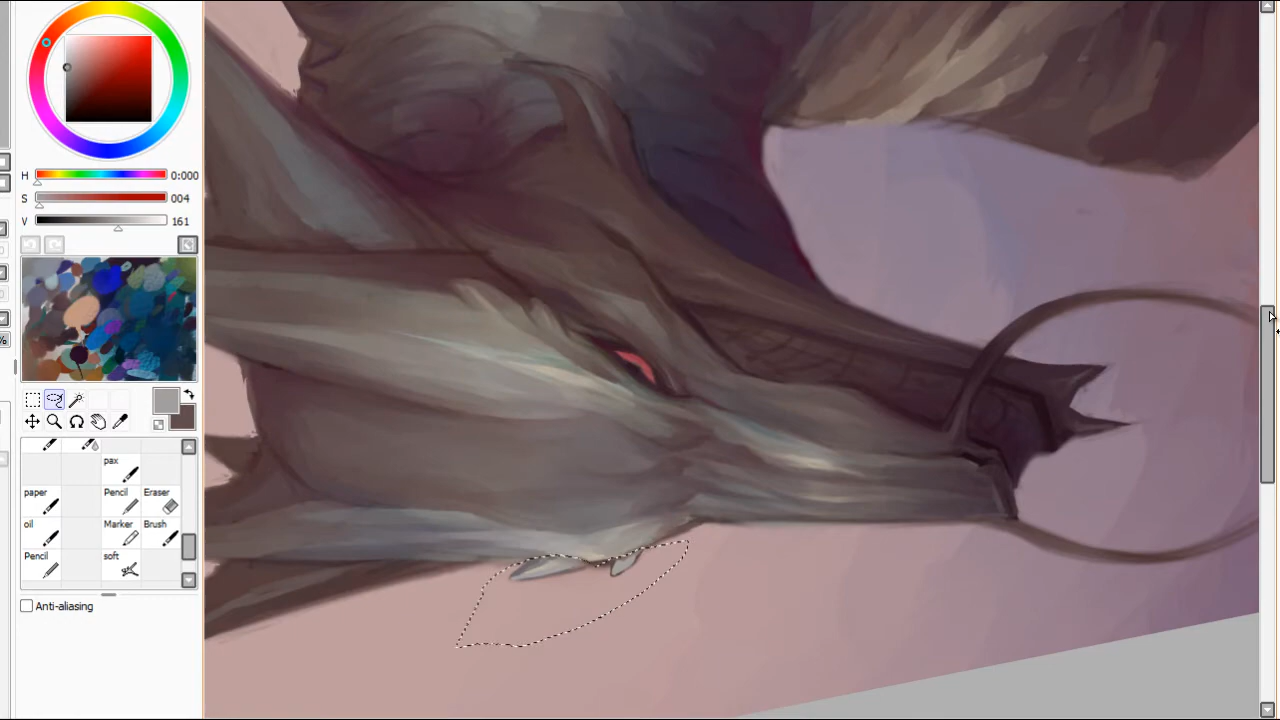 H 0:000
S 004
V 161
pax
paper Pencil Eraser
oil Marker Brush
Pencil soft
%
Anti-aliasing